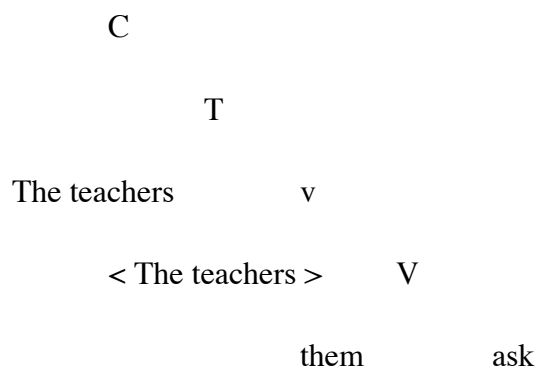 C
T
The teachers v
< The teachers > V
them ask